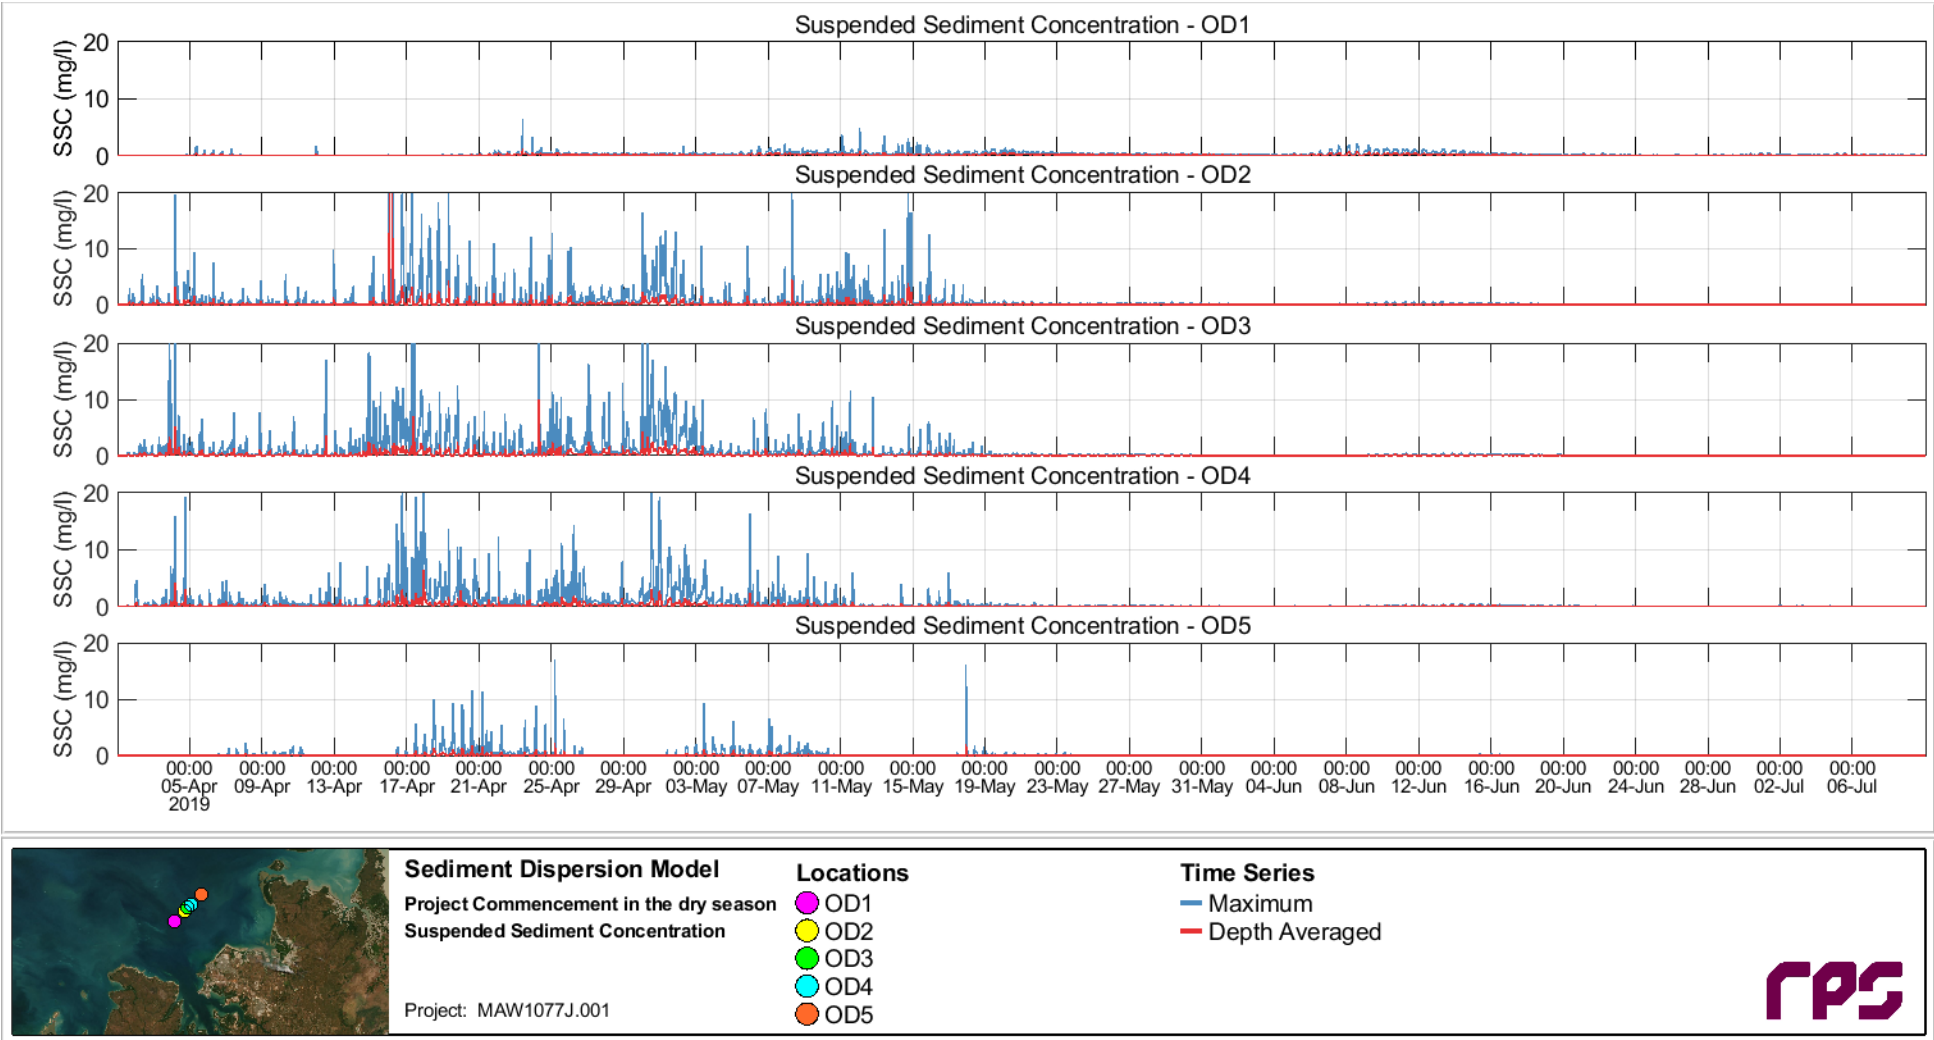 Suspended Sediment Concentration - OD1
SSC (mg/l)
20
10
0
Suspended Sediment Concentration - OD2
SSC (mg/l)
20
10
0
Suspended Sediment Concentration - OD3
SSC (mg/l)
20
10
0
Suspended Sediment Concentration - OD4
SSC (mg/l)
20
10
0
Suspended Sediment Concentration - OD5
SSC (mg/l)
20
10
0
00:00 00:00 00:00 00:00 00:00 00:00 00:00 00:00 00:00 00:00 00:00 00:00 00:00 00:00 00:00 00:00 00:00 00:00 00:00 00:00 00:00 00:00 00:00 00:00
05-Apr 09-Apr 13-Apr 17-Apr 21-Apr 25-Apr 29-Apr 03-May 07-May 11-May 15-May 19-May 23-May 27-May 31-May 04-Jun 08-Jun 12-Jun 16-Jun 20-Jun 24-Jun 28-Jun 02-Jul 06-Jul
2019
Sediment Dispersion Model
Project Commencement in the dry season
Suspended Sediment Concentration
Project: MAW1077J.001
Locations
OD1
OD2
OD3
OD4
OD5
Time Series
Maximum
Depth Averaged
rps